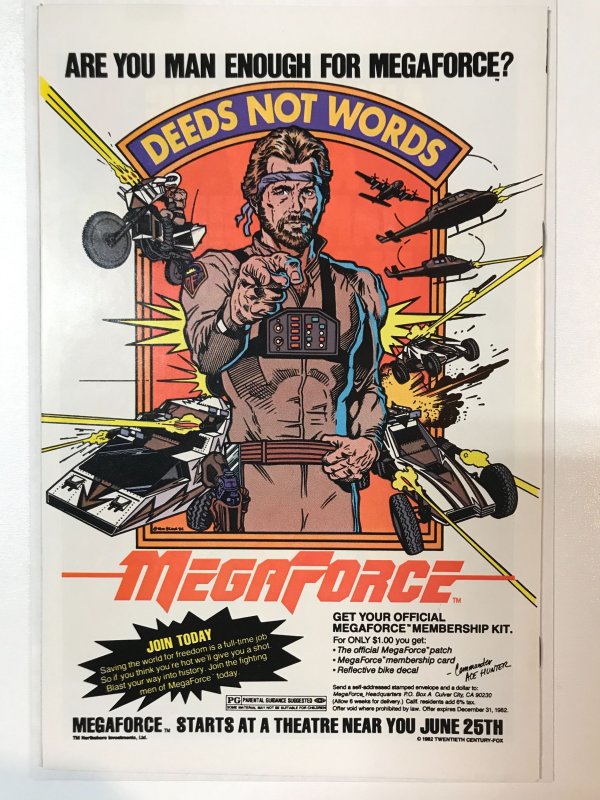 ARE YOU MAN ENOUGH FOR MEGAFORCE?™
DEEDS NOT WORDS
MEGAFORCE™
JOIN TODAY
Saving the world for freedom is a full-time job
So if you think you're hot we'll give you a shot.
Blast your way into history. Join the fighting
men of MegaForce™ today.
GET YOUR OFFICIAL
MEGAFORCE™ MEMBERSHIP KIT.
For ONLY $1.00 you get:
• The official MegaForce™ patch
• MegaForce™ membership card
• Reflective bike decal
- Commander
ACE HUNTER
Send a self-addressed stamped envelope and a dollar to:
MegaForce, Headquarters P.O. Box A Culver City, CA 90230
(Allow 6 weeks for delivery.) Calif. residents add 6% tax.
Offer void where prohibited by law. Offer expires December 31, 1982.
PG PARENTAL GUIDANCE SUGGESTED
SOME MATERIAL MAY NOT BE SUITABLE FOR CHILDREN
MEGAFORCE™ STARTS AT A THEATRE NEAR YOU JUNE 25TH
TM Northshore Investments, Ltd.
© 1982 TWENTIETH CENTURY-FOX